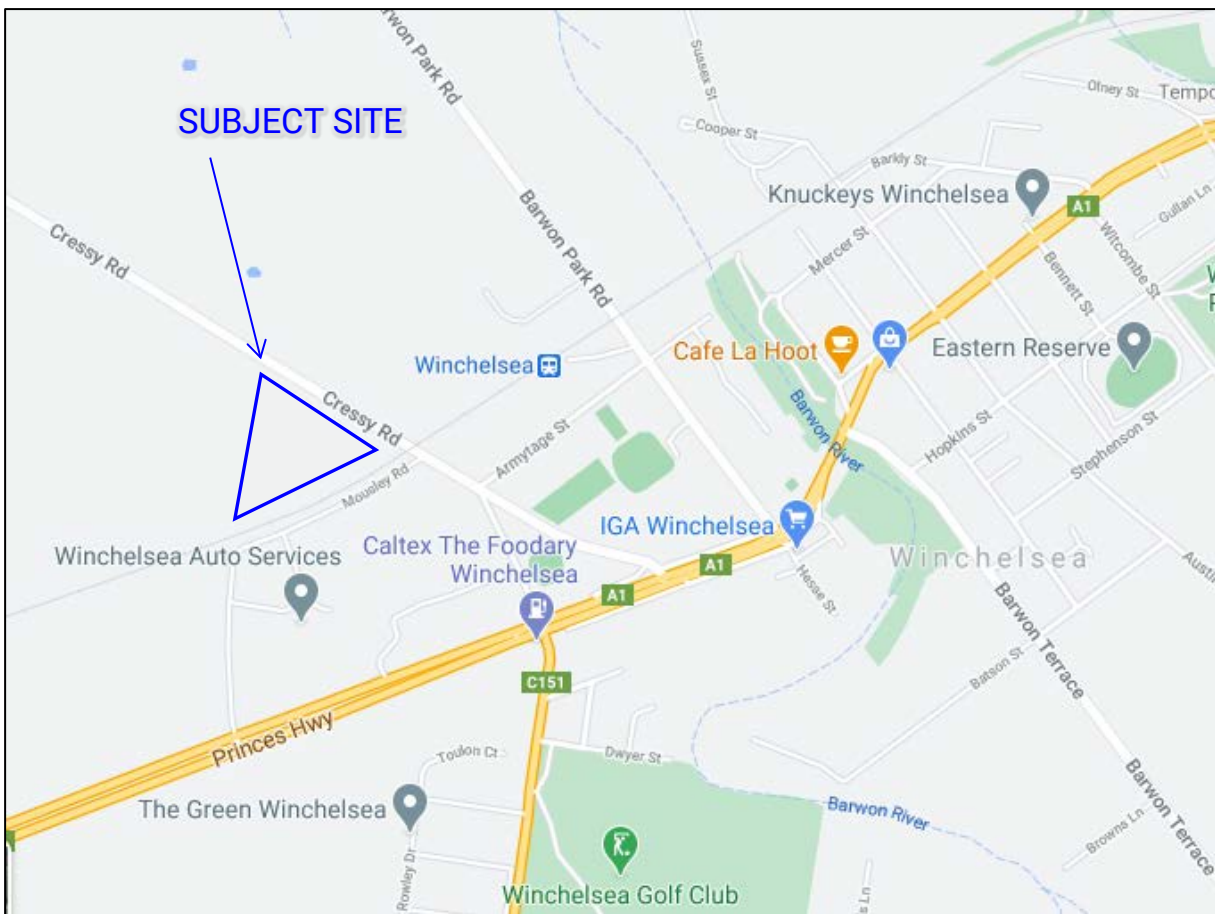 Barwon Park Rd
Sussex St
Olney St
Tempo
SUBJECT SITE
Cooper St
Barkly St
Knuckeys Winchelsea
A1
Gullan Ln
Cressy Rd
Barwon Park Rd
Mercer St
Bennett St
Witcombe St
Winchelsea
Cafe La Hoot
Eastern Reserve
Cressy Rd
Armytage St
Barwon River
Hopkins St
Stephenson St
Mousley Rd
IGA Winchelsea
Winchelsea Auto Services
Caltex The Foodary
Winchelsea
A1
A1
Hesse St
Winchelsea
Austin
Barwon Terrace
Batson St
C151
Princes Hwy
Toulon Ct
Dwyer St
Barwon Terrace
The Green Winchelsea
Barwon River
Browns Ln
Rowley Dr
Winchelsea Golf Club